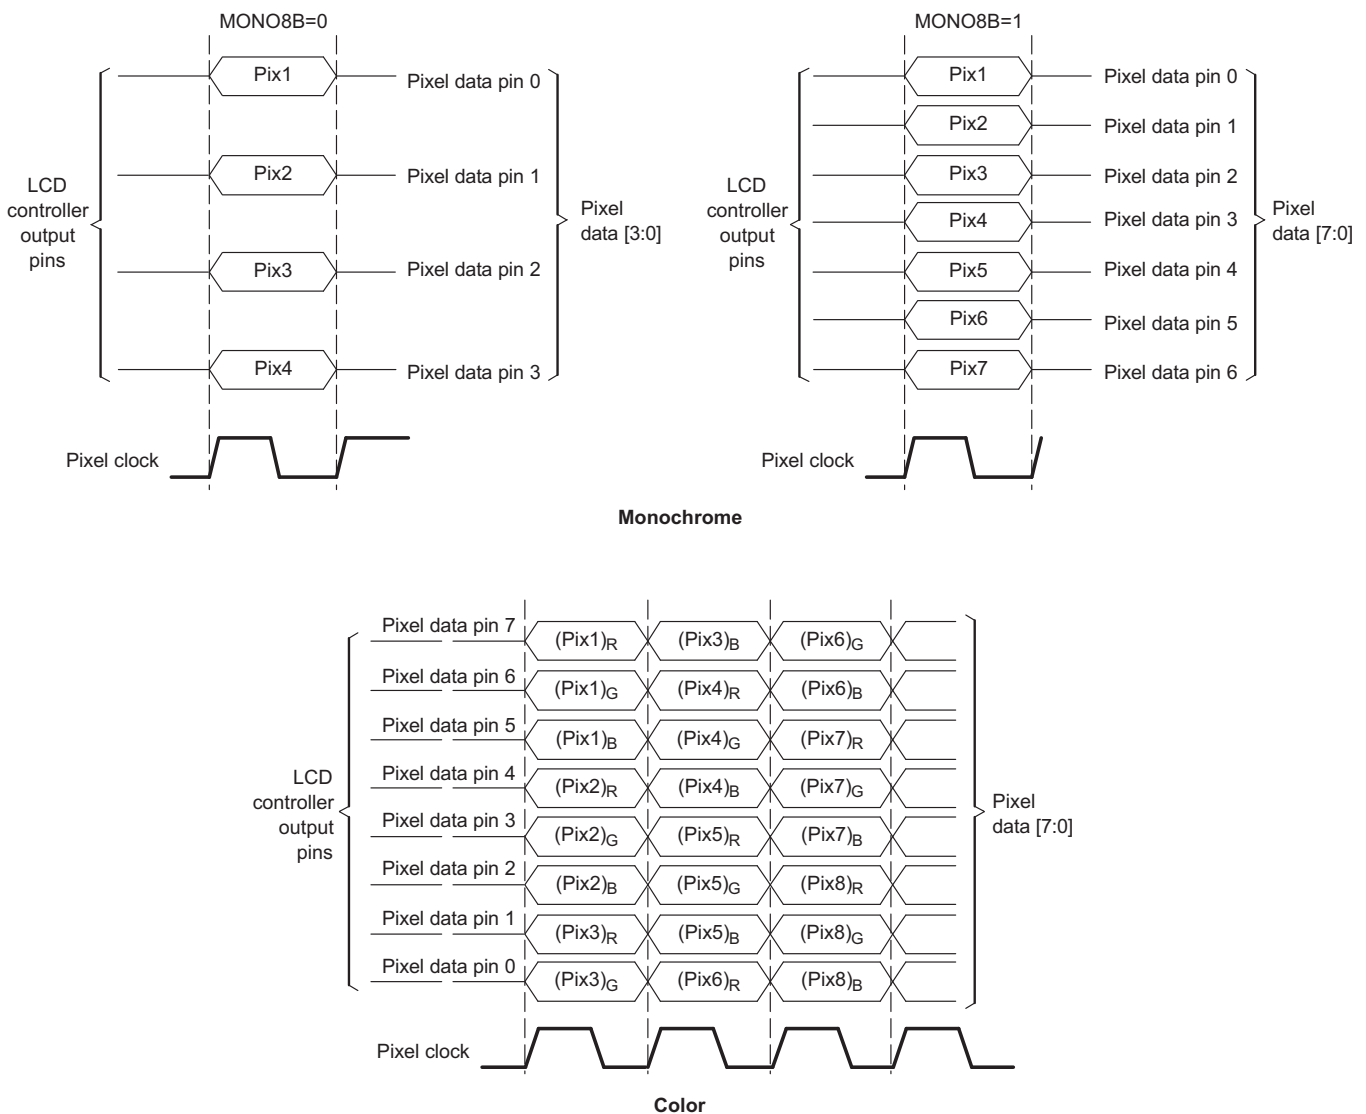 MONO8B=0
Pix1
Pixel data pin 0
Pix2
Pixel data pin 1
Pix3
Pixel data pin 2
Pix4
Pixel data pin 3
LCD
controller
output
pins
Pixel
data [3:0]
Pixel clock
MONO8B=1
Pix1
Pixel data pin 0
Pix2
Pixel data pin 1
Pix3
Pixel data pin 2
Pix4
Pixel data pin 3
Pix5
Pixel data pin 4
Pix6
Pixel data pin 5
Pix7
Pixel data pin 6
LCD
controller
output
pins
Pixel
data [7:0]
Pixel clock
Monochrome
Pixel data pin 7 (Pix1)R (Pix3)B (Pix6)G
Pixel data pin 6 (Pix1)G (Pix4)R (Pix6)B
Pixel data pin 5 (Pix1)B (Pix4)G (Pix7)R
Pixel data pin 4 (Pix2)R (Pix4)B (Pix7)G
Pixel data pin 3 (Pix2)G (Pix5)R (Pix7)B
Pixel data pin 2 (Pix2)B (Pix5)G (Pix8)R
Pixel data pin 1 (Pix3)R (Pix5)B (Pix8)G
Pixel data pin 0 (Pix3)G (Pix6)R (Pix8)B
LCD
controller
output
pins
Pixel
data [7:0]
Pixel clock
Color